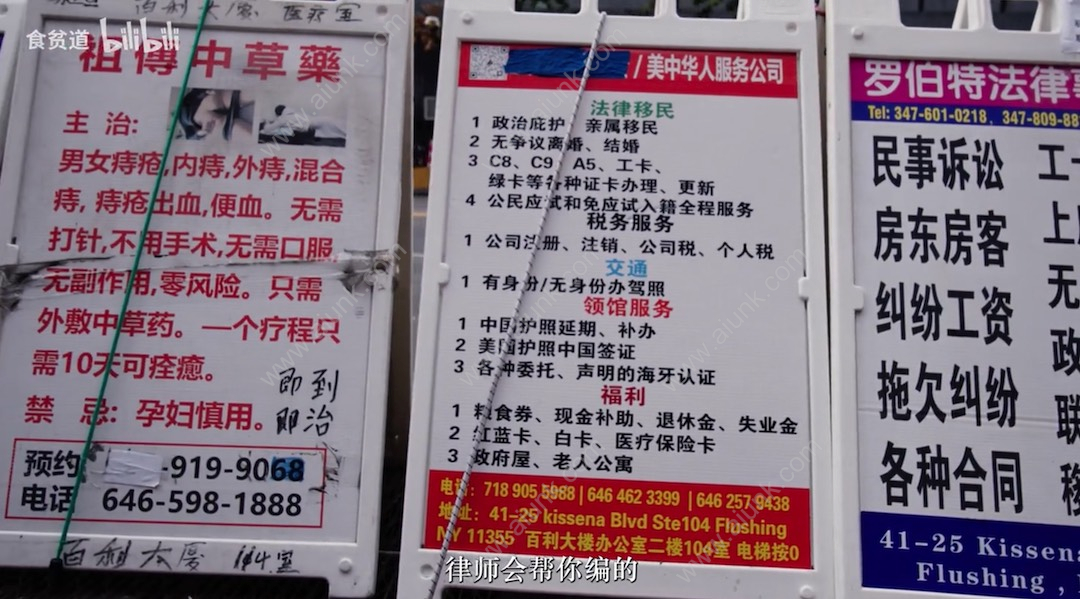 食贫道 bilibili
百利大厦 医疗室
祖傳中草藥
主 治:
男女痔疮,内痔,外痔,混合
痔, 痔疮出血,便血。无需
打针,不用手术,无需口服,
无副作用,零风险。只需
外敷中草药。一个疗程只
需10天可痊癒。
即到
即治
禁 忌: 孕妇慎用。
预约 -919-9068
电话 646-598-1888
百利大厦 室
/ 美中华人服务公司
法律移民
1 政治庇护、亲属移民
2 无争议离婚、结婚
3 C8、C9、A5、工卡、
绿卡等各种证卡办理、更新
4 公民应试和免应试入籍全程服务
税务服务
1 公司注册、注销、公司税、个人税
交通
1 有身份/无身份办驾照
领馆服务
1 中国护照延期、补办
2 美国护照中国签证
3 各种委托、声明的海牙认证
福利
1 粮食券、现金补助、退休金、失业金
2 红蓝卡、白卡、医疗保险卡
3 政府屋、老人公寓
电话: 718 905 5988 | 646 462 3399 | 646 257 9438
地址: 41-25 kissena Blvd Ste104 Flushing
NY 11355 百利大楼办公室二楼104室 电梯按0
罗伯特法律事
Tel: 347-601-0218, 347-809-88
民事诉讼 工
房东房客 上
纠纷工资 无
拖欠纠纷 政
各种合同 联
41-25 Kissena
Flushing ,
律师会帮你编的